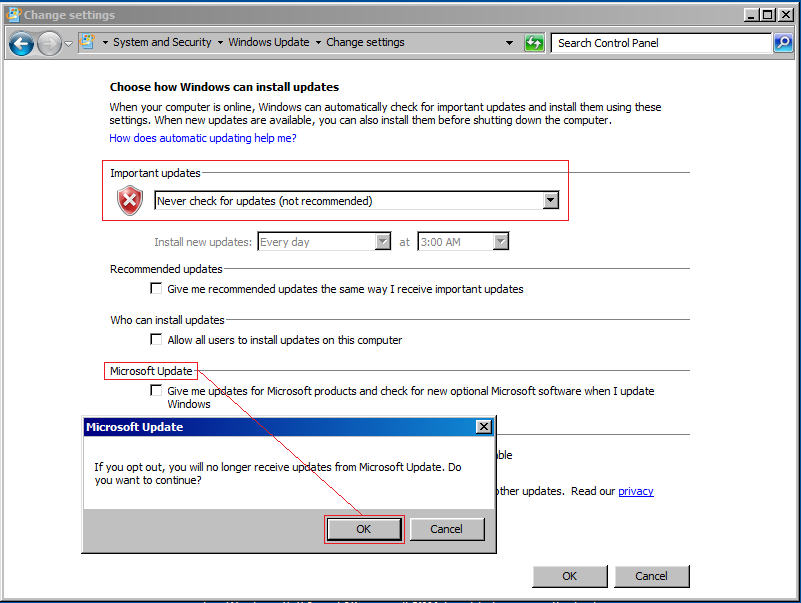 Change settings
System and Security
Windows Update
Change settings
Search Control Panel
Choose how Windows can install updates
When your computer is online, Windows can automatically check for important updates and install them using these
settings. When new updates are available, you can also install them before shutting down the computer.
How does automatic updating help me?
Important updates
Never check for updates (not recommended)
Install new updates: Every day at 3:00 AM
Recommended updates
Give me recommended updates the same way I receive important updates
Who can install updates
Allow all users to install updates on this computer
Microsoft Update
Give me updates for Microsoft products and check for new optional Microsoft software when I update
Windows
Microsoft Update
If you opt out, you will no longer receive updates from Microsoft Update. Do
you want to continue?
OK Cancel
other updates. Read our privacy
OK Cancel